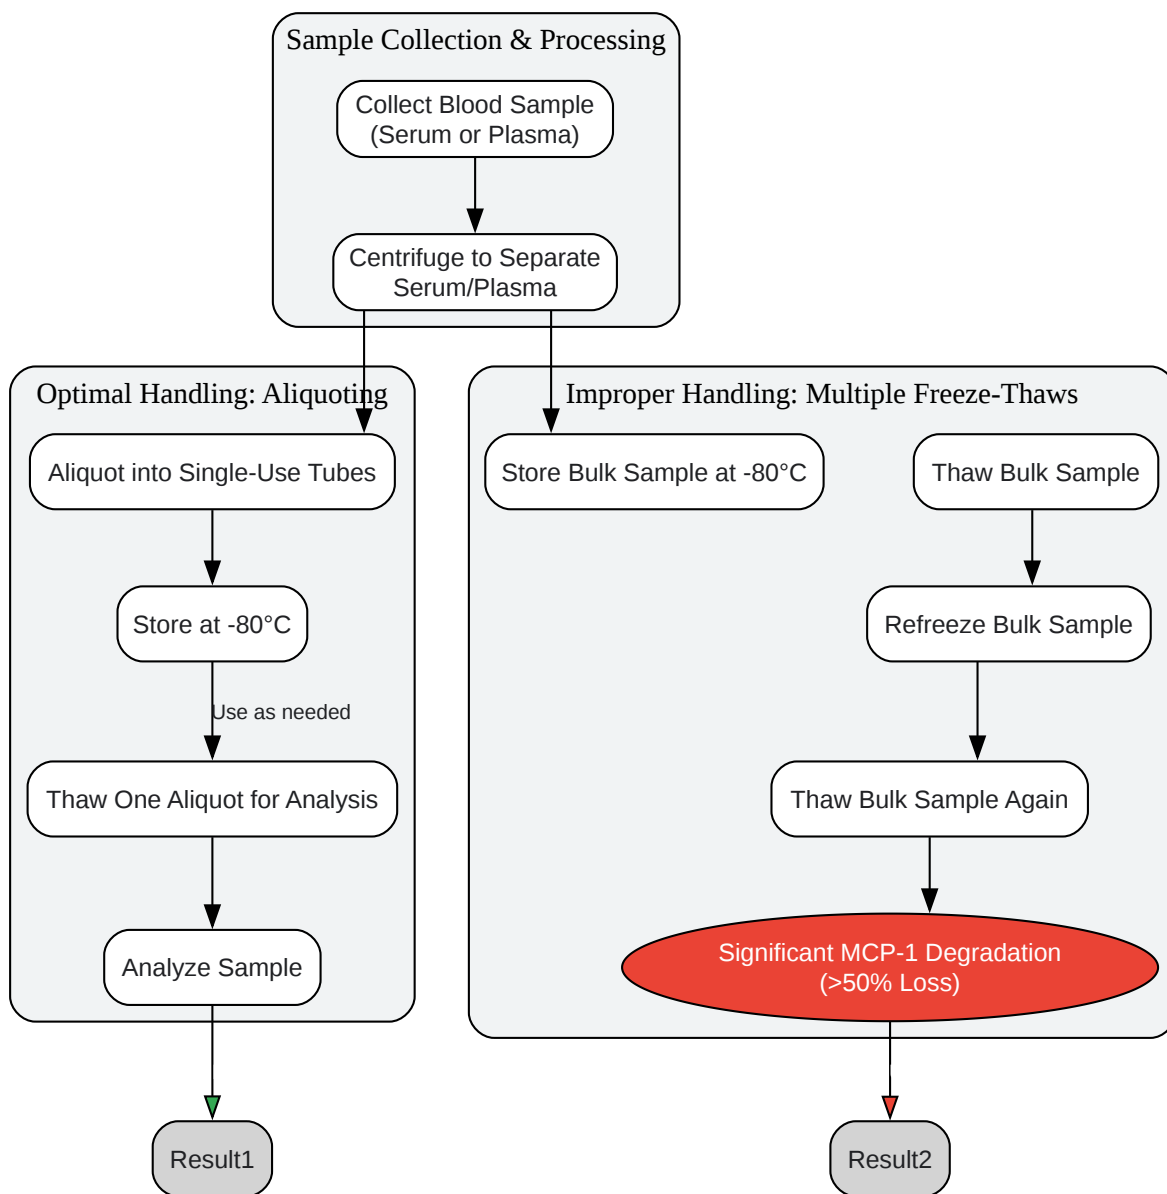 Sample Collection & Processing
Collect Blood Sample
(Serum or Plasma)
Centrifuge to Separate
Serum/Plasma
Optimal Handling: Aliquoting
Aliquot into Single-Use Tubes
Store at -80°C
Use as needed
Thaw One Aliquot for Analysis
Analyze Sample
Result1
Improper Handling: Multiple Freeze-Thaws
Store Bulk Sample at -80°C
Thaw Bulk Sample
Refreeze Bulk Sample
Thaw Bulk Sample Again
Significant MCP-1 Degradation
(>50% Loss)
Result2